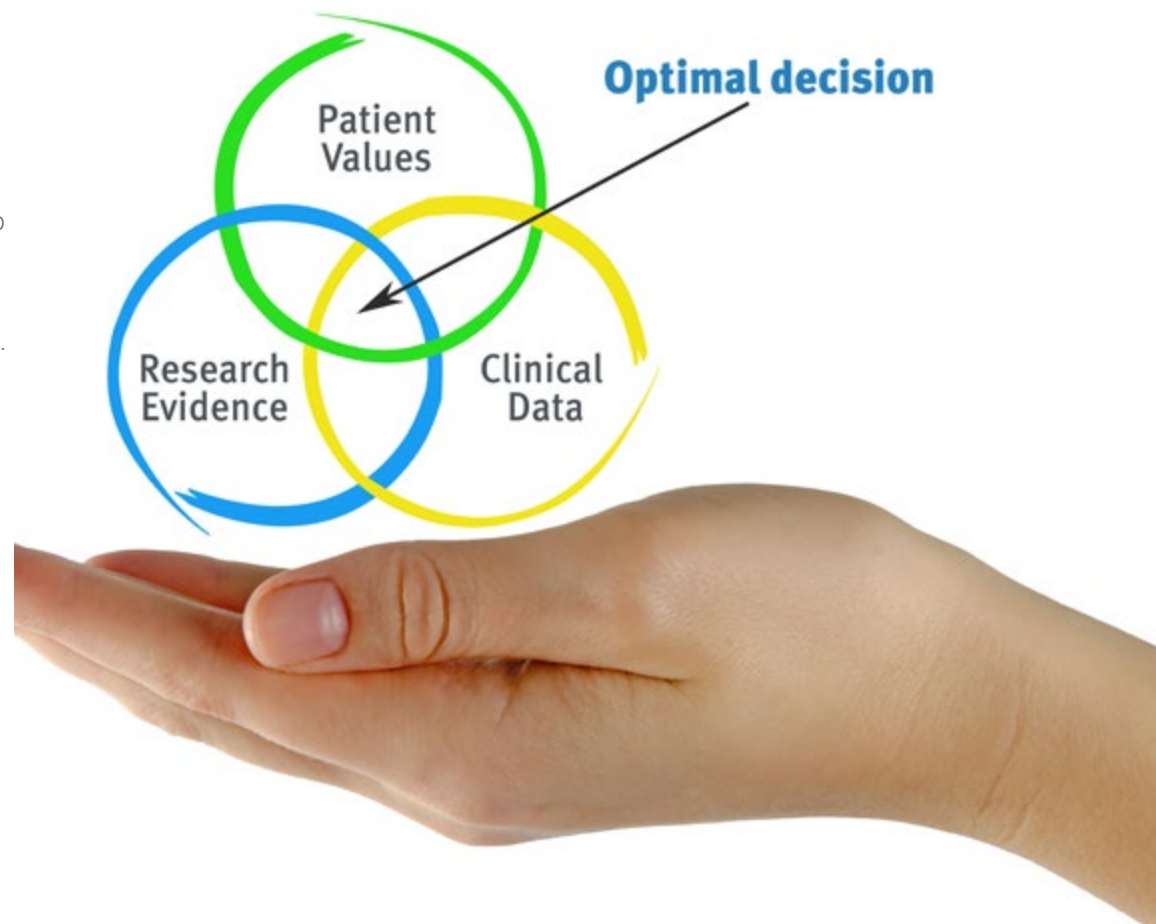 Optimal decision
Patient
Values
Research
Evidence
Clinical
Data
.